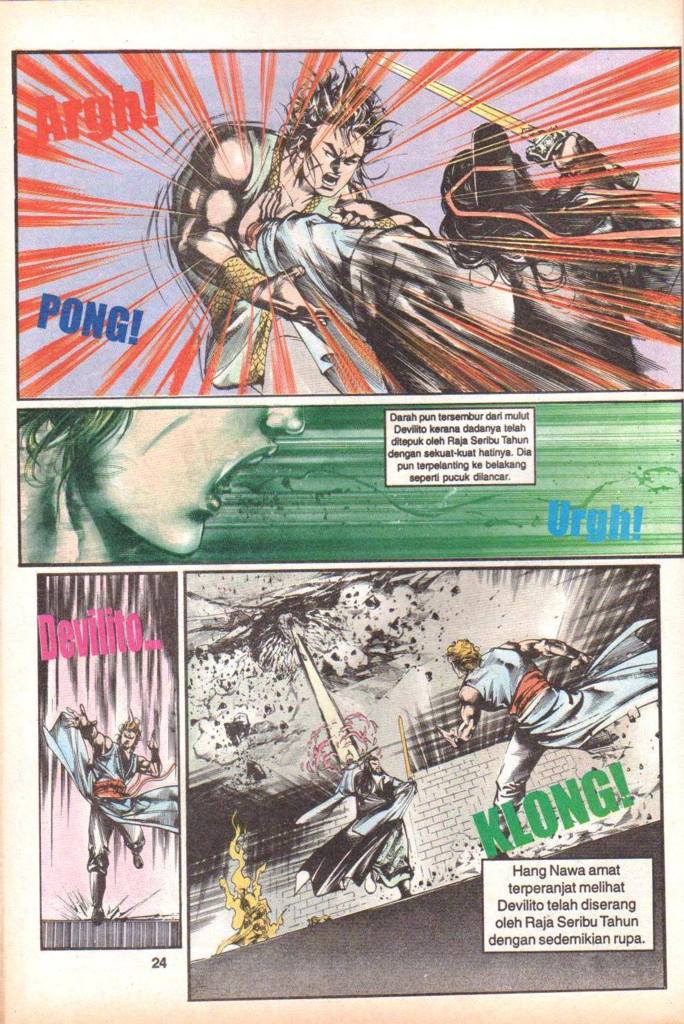 Argh!
PONG!
Darah pun tersembur dari mulut
Devilito kerana dadanya telah
ditepuk oleh Raja Seribu Tahun
dengan sekuat-kuat hatinya. Dia
pun terpelanting ke belakang
seperti pucuk dilancar.
Urgh!
Devilito...
KLONG!
Hang Nawa amat
terperanjat melihat
Devilito telah diserang
oleh Raja Seribu Tahun
dengan sedemikian rupa.
24